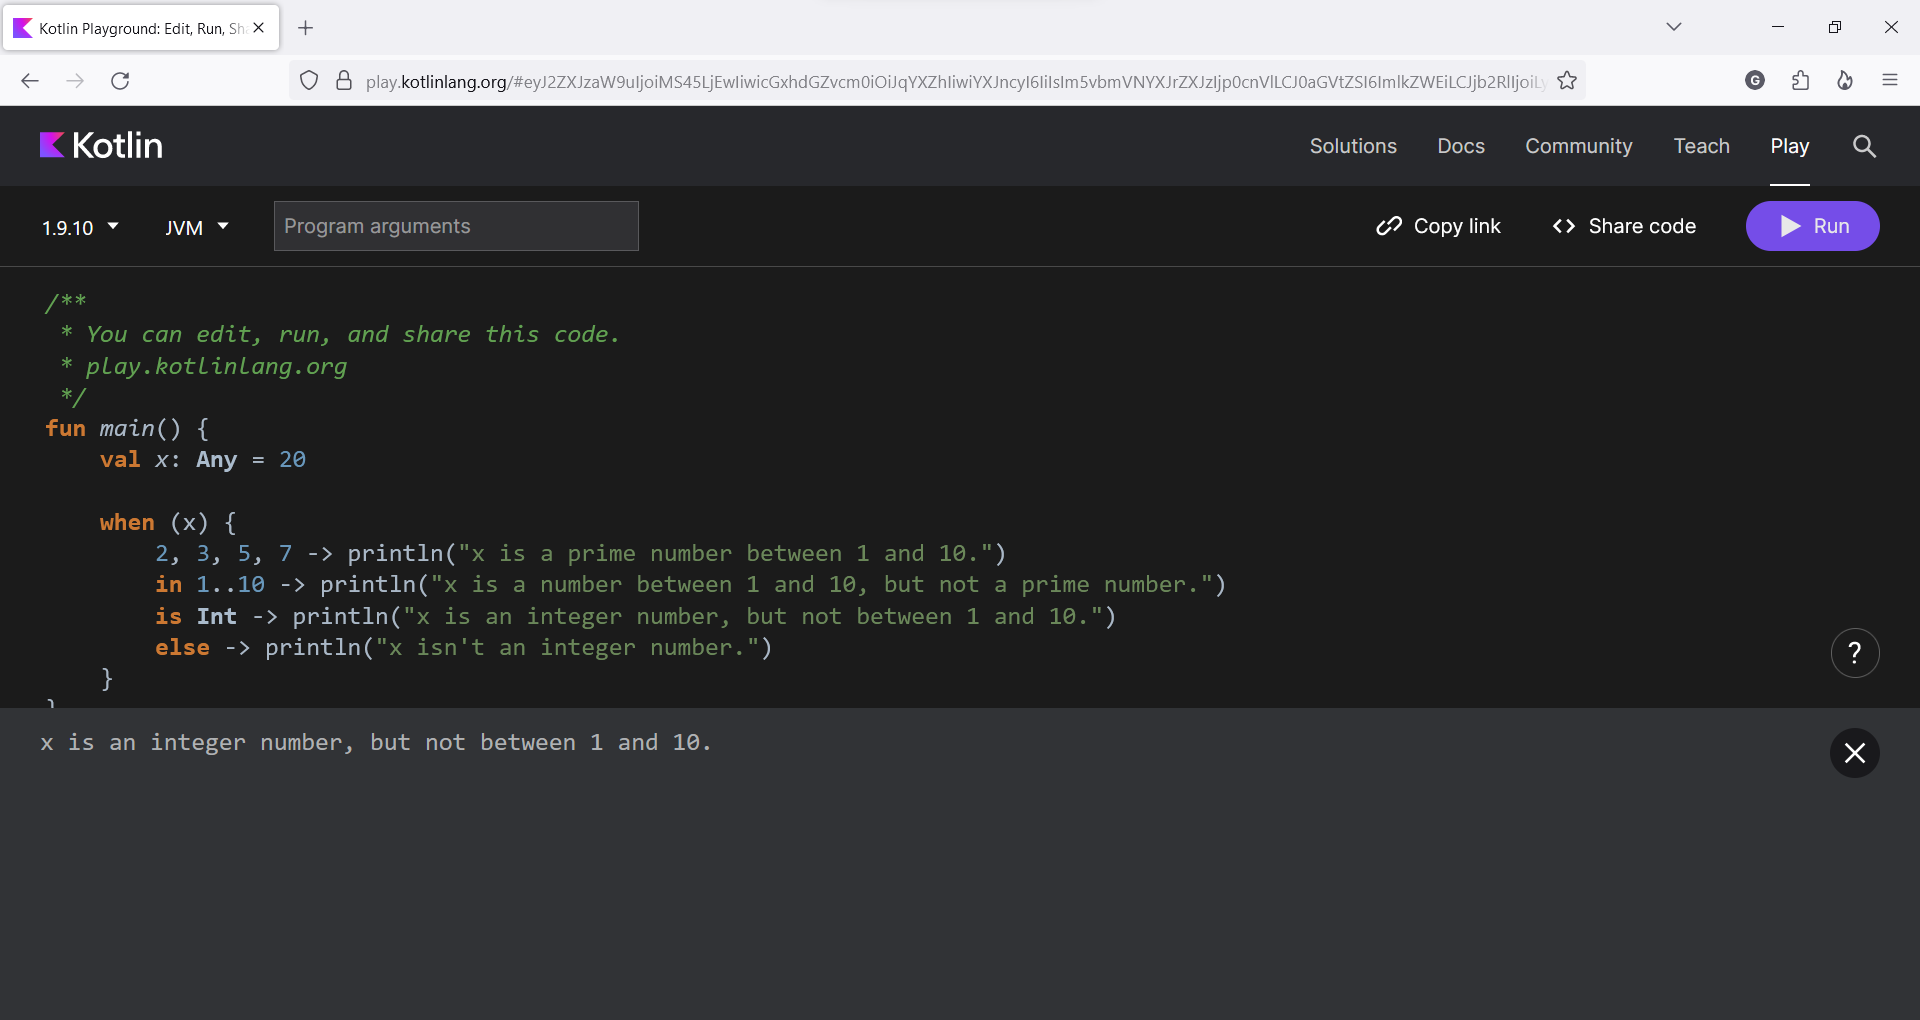 Kotlin Playground: Edit, Run, Sh
play.kotlinlang.org/#eyJ2ZXJzaW9uIjoiMS45LjEwIiwicGxhdGZvcm0iOiJqYXZhIiwiYXJncyI6IiIsIm5vbmVNYXJrZXJzIjp0cnVlLCJ0aGVtZSI6ImlkZWEiLCJjb2RlIjoiLy
G
Kotlin
Solutions Docs Community Teach Play
1.9.10 JVM Program arguments Copy link <> Share code Run
/**
 * You can edit, run, and share this code.
 * play.kotlinlang.org
 */
fun main() {
    val x: Any = 20
    when (x) {
        2, 3, 5, 7 -> println("x is a prime number between 1 and 10.")
        in 1..10 -> println("x is a number between 1 and 10, but not a prime number.")
        is Int -> println("x is an integer number, but not between 1 and 10.")
        else -> println("x isn't an integer number.")
    }
}
?
x is an integer number, but not between 1 and 10.